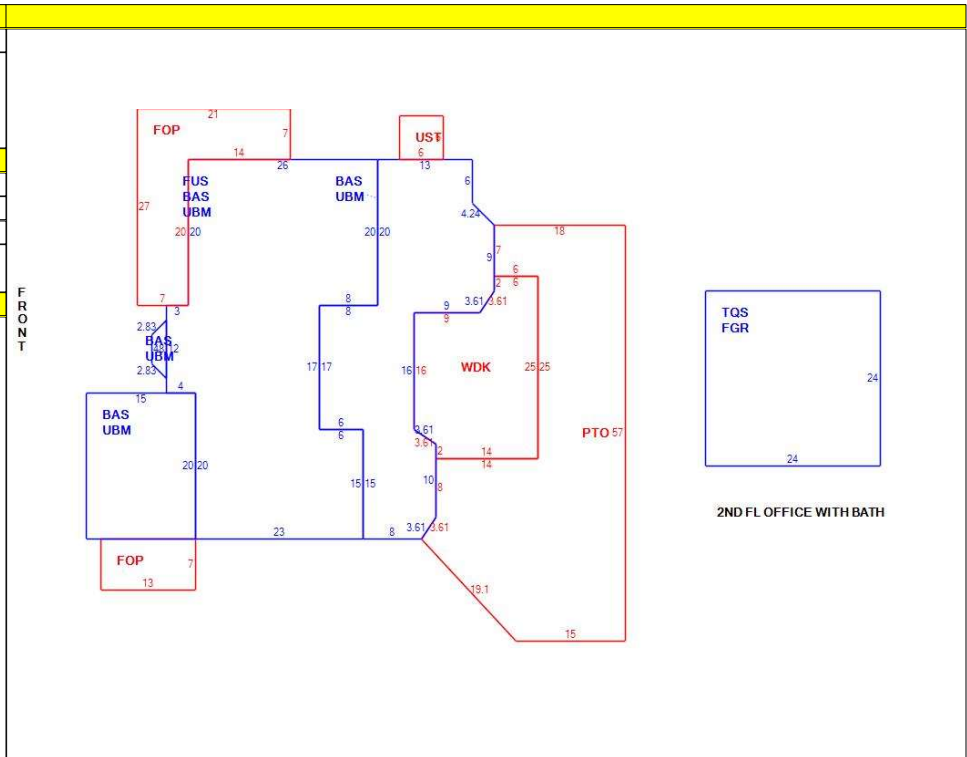 21
FOP
7
UST
6
6
14
26
13
FUS
BAS
UBM
BAS
UBM
6
4.24
27
20 20
20 20
18
7
9
6
6
2
FRONT
7
3
8
8
9
9
3.61 3.61
2.83
BAS
UBM
48 12
2.83
TQS
FGR
17 17
16 16
WDK
25 25
24
4
15
BAS
UBM
6
6
3.61
3.61
2
14
14
PTO 57
20 20
15 15
10
8
24
2ND FL OFFICE WITH BATH
23
8
3.61 3.61
FOP
7
13
19.1
15